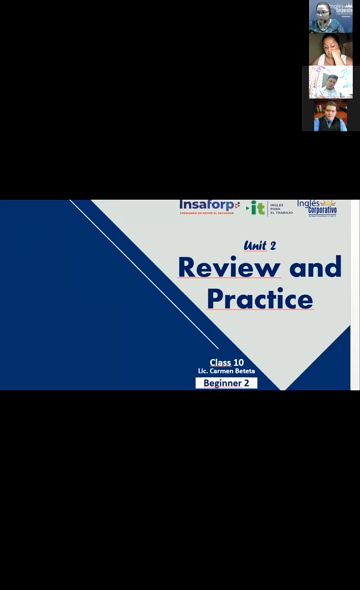 Insaforp
it
INGLÉS
PARA
EL TRABAJO
Inglés
Corporativo
Unit 2
Review and
Practice
Class 10
Lic. Carmen Beteta
Beginner 2